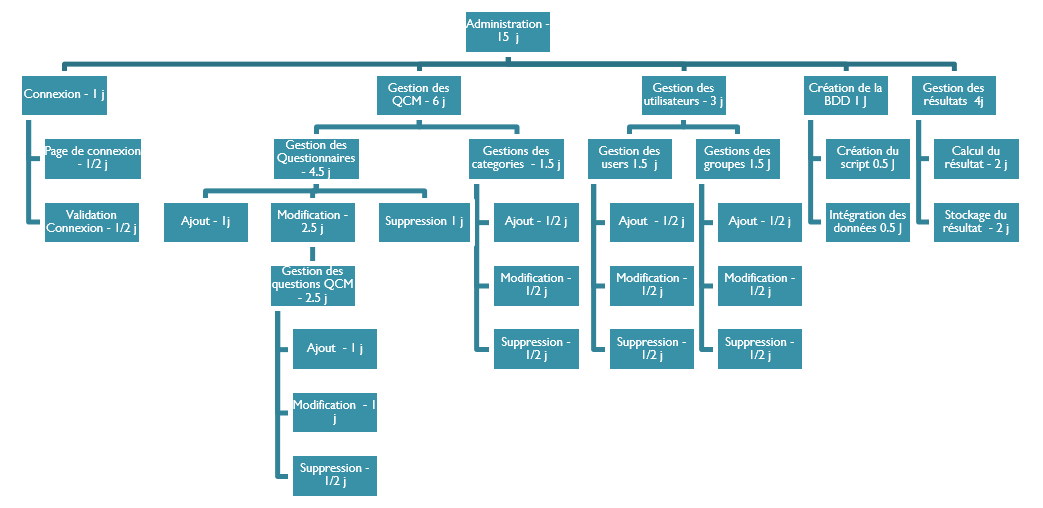 Administration -
15 j
Connexion - 1 j
Gestion des
QCM - 6 j
Gestion des
utilisateurs - 3 j
Création de la
BDD 1 J
Gestion des
résultats 4j
Page de connexion
- 1/2 j
Validation
Connexion - 1/2 j
Gestion des
Questionnaires
- 4.5 j
Gestions des
categories - 1.5 j
Gestion des
users 1.5 j
Gestions des
groupes 1.5 J
Création du
script 0.5 J
Calcul du
résultat - 2 j
Intégration des
données 0.5 J
Stockage du
résultat - 2 j
Ajout - 1j
Modification -
2.5 j
Suppression 1 j
Ajout - 1/2 j
Ajout - 1/2 j
Ajout - 1/2 j
Gestion des
questions QCM
- 2.5 j
Modification -
1/2 j
Modification -
1/2 j
Modification -
1/2 j
Ajout - 1 j
Suppression -
1/2 j
Suppression -
1/2 j
Suppression -
1/2 j
Modification - 1
j
Suppression -
1/2 j